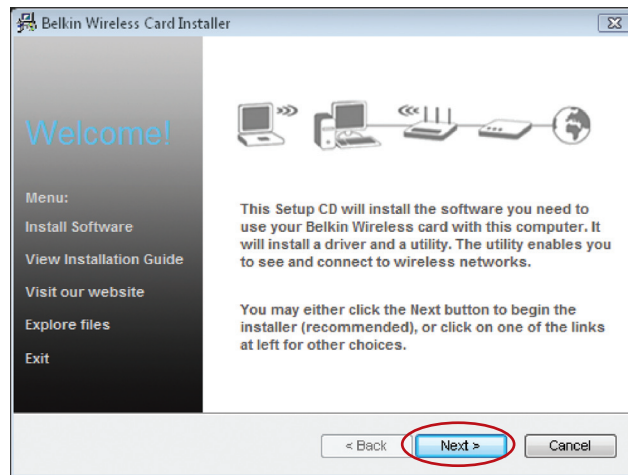 Belkin Wireless Card Installer
Welcome!
Menu:
Install Software
View Installation Guide
Visit our website
Explore files
Exit
This Setup CD will install the software you need to
use your Belkin Wireless card with this computer. It
will install a driver and a utility. The utility enables you
to see and connect to wireless networks.
You may either click the Next button to begin the
installer (recommended), or click on one of the links
at left for other choices.
< Back
Next >
Cancel